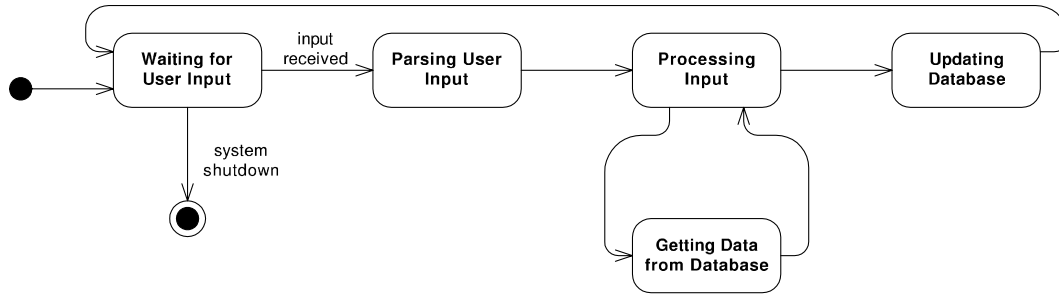 Waiting for
User Input
input
received
Parsing User
Input
Processing
Input
Updating
Database
system
shutdown
Getting Data
from Database